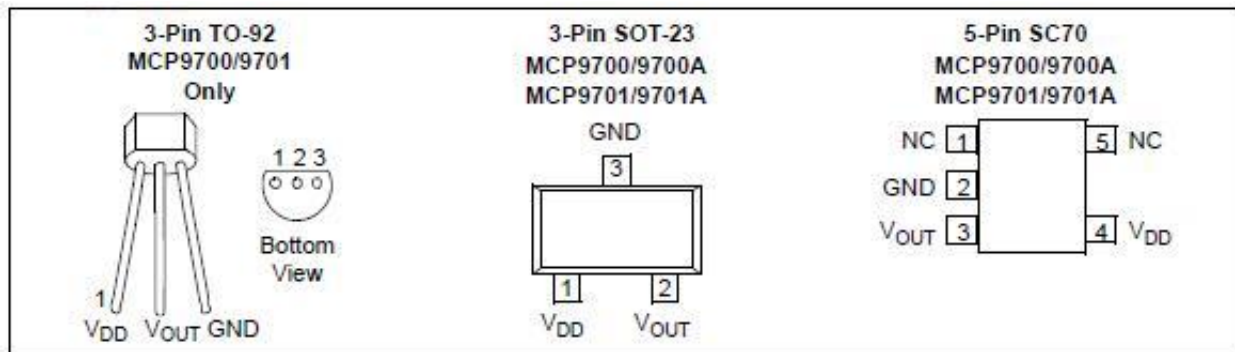 3-Pin TO-92
MCP9700/9701
Only
1 2 3
Bottom
View
1
VDD VOUT GND
3-Pin SOT-23
MCP9700/9700A
MCP9701/9701A
GND
3
1 2
VDD VOUT
5-Pin SC70
MCP9700/9700A
MCP9701/9701A
NC 1 5 NC
GND 2
VOUT 3 4 VDD